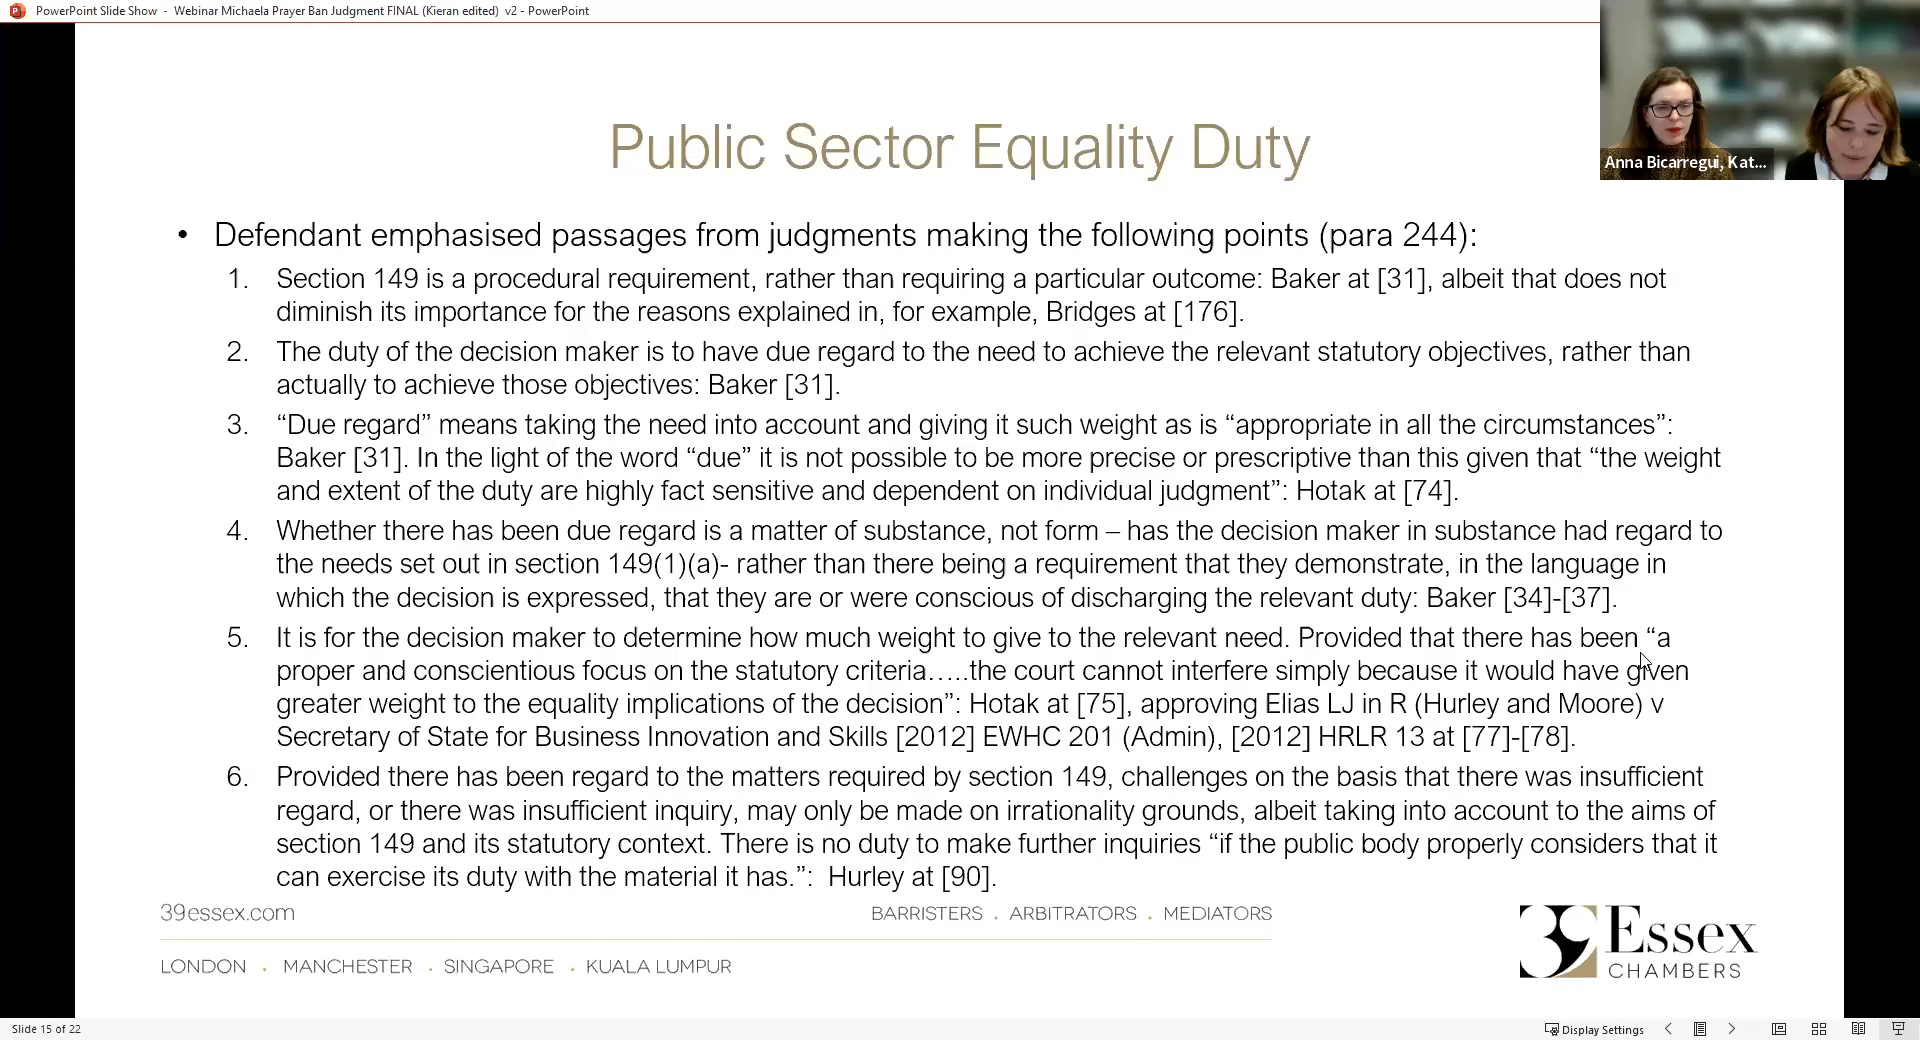 PowerPoint Slide Show - Webinar Michaela Prayer Ban Judgment FINAL (Kieran edited) v2 - PowerPoint
Anna Bicarregui, Kat...
Public Sector Equality Duty
• Defendant emphasised passages from judgments making the following points (para 244):
1. Section 149 is a procedural requirement, rather than requiring a particular outcome: Baker at [31], albeit that does not
diminish its importance for the reasons explained in, for example, Bridges at [176].
2. The duty of the decision maker is to have due regard to the need to achieve the relevant statutory objectives, rather than
actually to achieve those objectives: Baker [31].
3. “Due regard” means taking the need into account and giving it such weight as is “appropriate in all the circumstances”:
Baker [31]. In the light of the word “due” it is not possible to be more precise or prescriptive than this given that “the weight
and extent of the duty are highly fact sensitive and dependent on individual judgment”: Hotak at [74].
4. Whether there has been due regard is a matter of substance, not form – has the decision maker in substance had regard to
the needs set out in section 149(1)(a)- rather than there being a requirement that they demonstrate, in the language in
which the decision is expressed, that they are or were conscious of discharging the relevant duty: Baker [34]-[37].
5. It is for the decision maker to determine how much weight to give to the relevant need. Provided that there has been “a
proper and conscientious focus on the statutory criteria…..the court cannot interfere simply because it would have given
greater weight to the equality implications of the decision”: Hotak at [75], approving Elias LJ in R (Hurley and Moore) v
Secretary of State for Business Innovation and Skills [2012] EWHC 201 (Admin), [2012] HRLR 13 at [77]-[78].
6. Provided there has been regard to the matters required by section 149, challenges on the basis that there was insufficient
regard, or there was insufficient inquiry, may only be made on irrationality grounds, albeit taking into account to the aims of
section 149 and its statutory context. There is no duty to make further inquiries “if the public body properly considers that it
can exercise its duty with the material it has.”: Hurley at [90].
39essex.com
BARRISTERS . ARBITRATORS . MEDIATORS
LONDON . MANCHESTER . SINGAPORE . KUALA LUMPUR
39 Essex
CHAMBERS
Slide 15 of 22
Display Settings